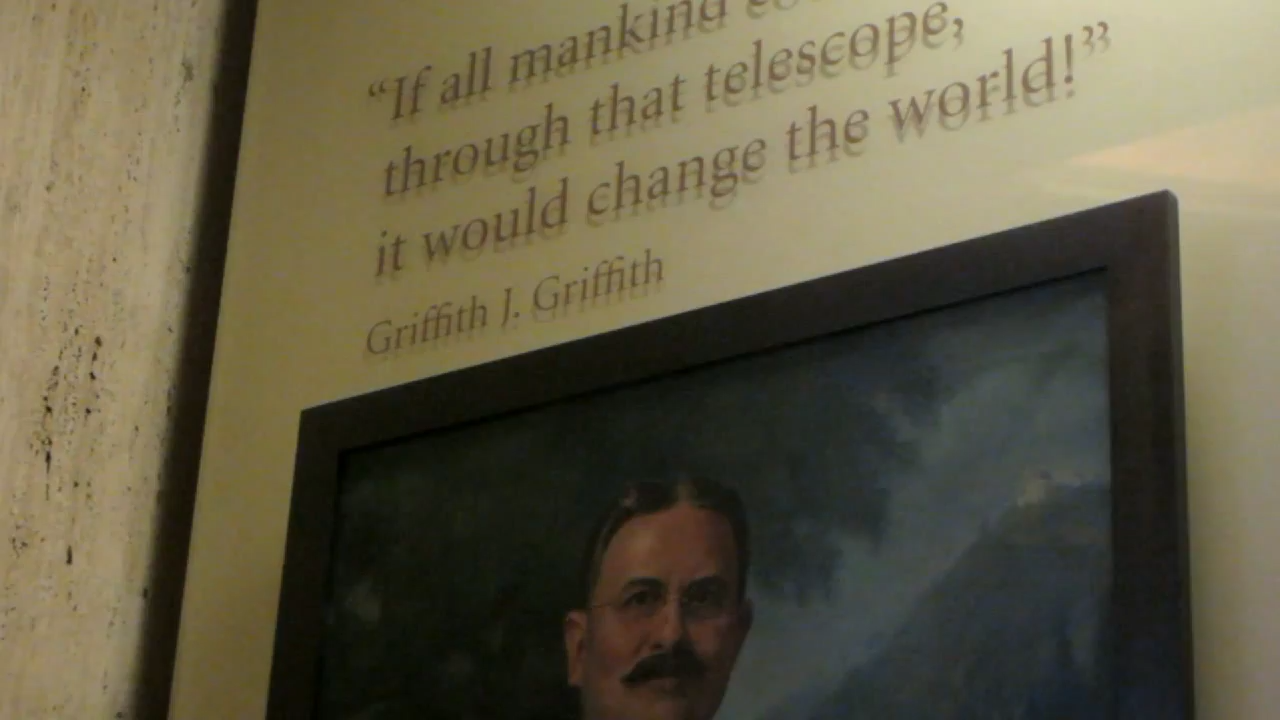 “If all mankind
through that telescope,
it would change the world!”
Griffith J. Griffith